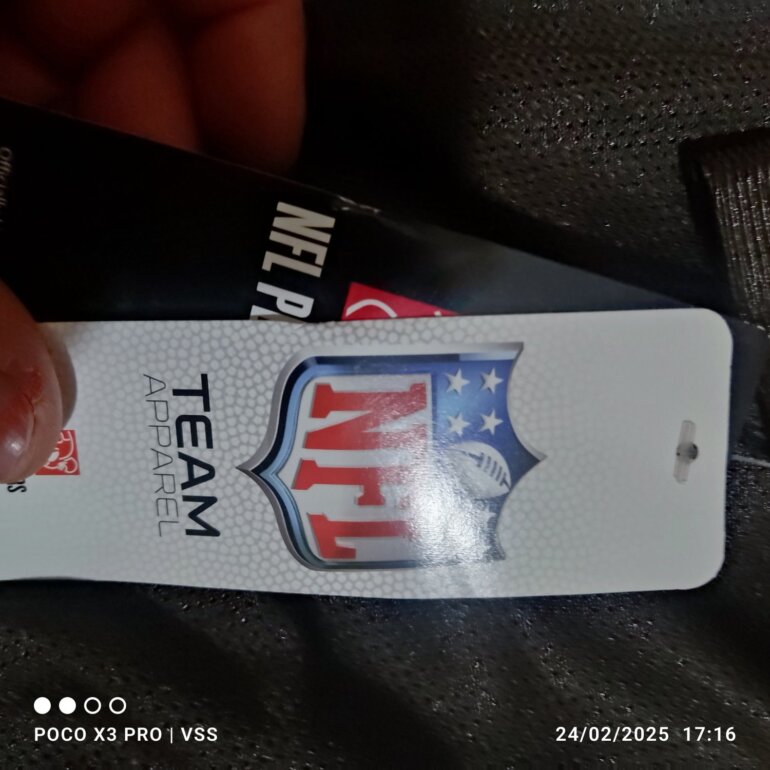 NFL
TEAM
APPAREL
NFL
POCO X3 PRO | VSS
24/02/2025 17:16